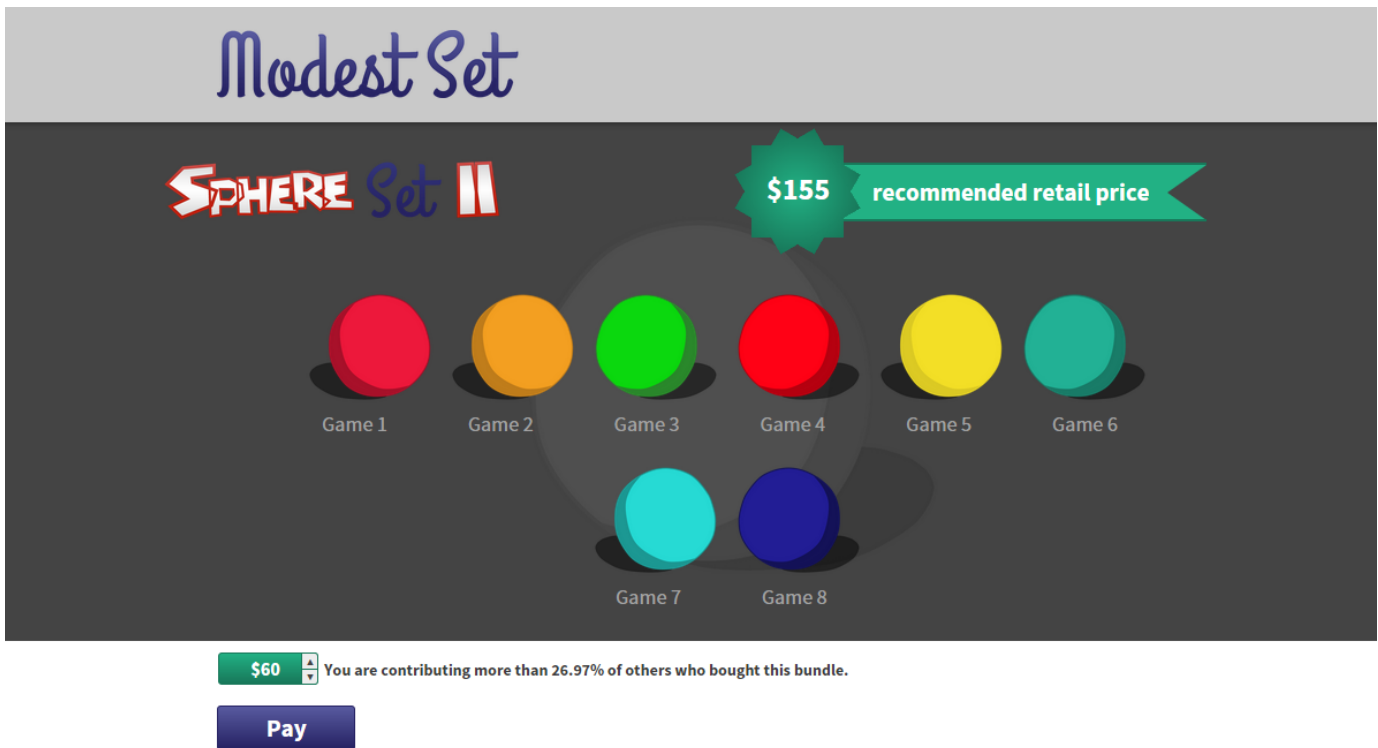 Modest Set
SPHERE Set II
$155 recommended retail price
Game 1 Game 2 Game 3 Game 4 Game 5 Game 6
Game 7 Game 8
$60 You are contributing more than 26.97% of others who bought this bundle.
Pay